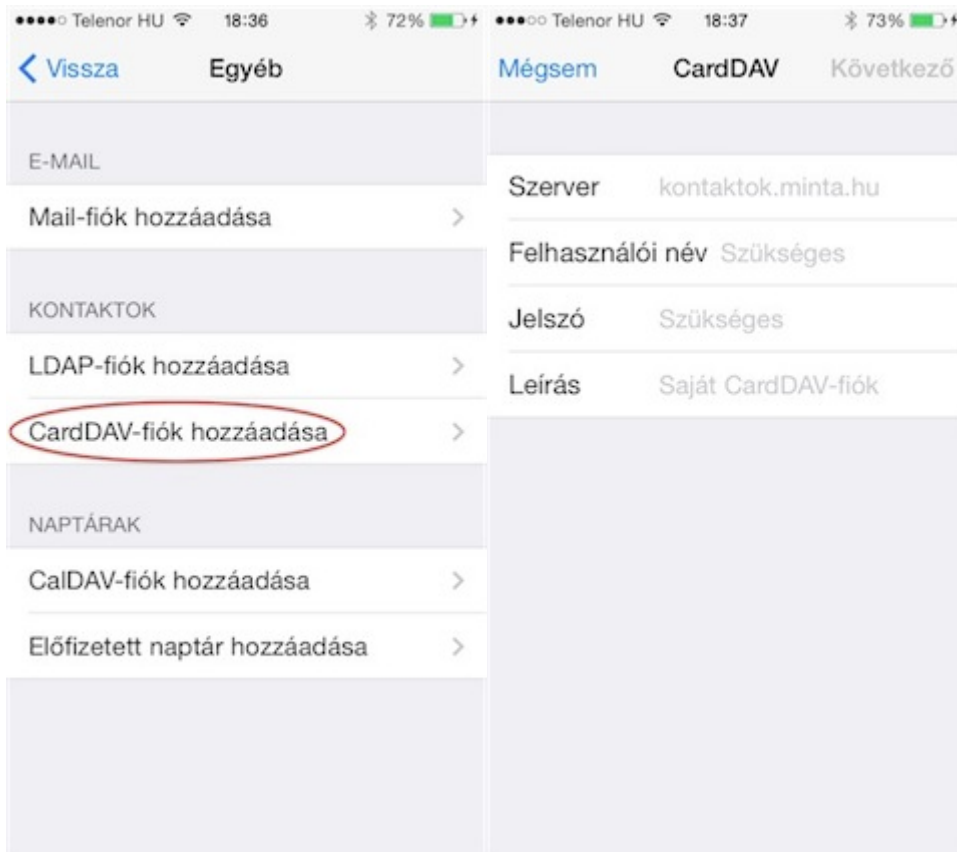 Telenor HU 18:36 72%
Vissza Egyéb
E-MAIL
Mail-fiók hozzáadása
KONTAKTOK
LDAP-fiók hozzáadása
CardDAV-fiók hozzáadása
NAPTÁRAK
CalDAV-fiók hozzáadása
Előfizetett naptár hozzáadása
Telenor HU 18:37 73%
Mégsem CardDAV Következő
Szerver kontaktok.minta.hu
Felhasználói név Szükséges
Jelszó Szükséges
Leírás Saját CardDAV-fiók